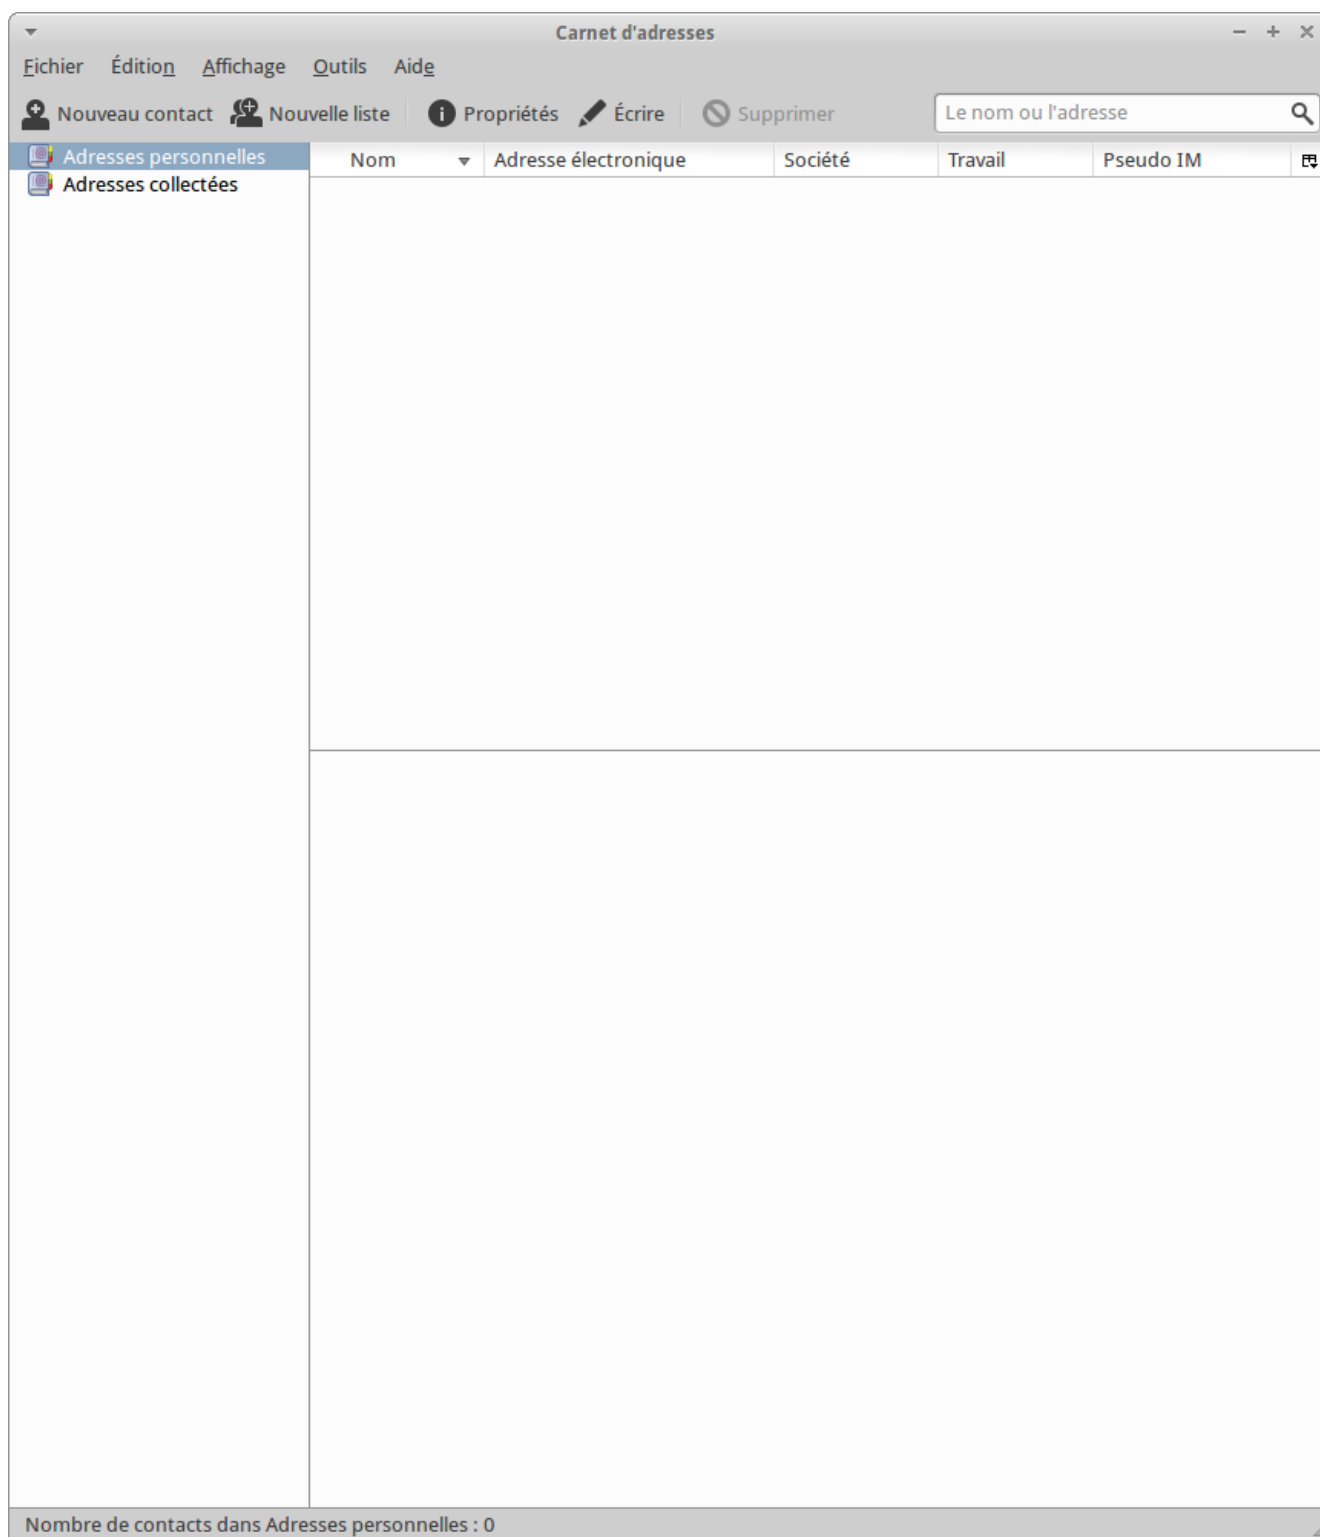 Carnet d'adresses
Fichier Édition Affichage Outils Aide
Nouveau contact Nouvelle liste Propriétés Écrire Supprimer Le nom ou l'adresse
Adresses personnelles Nom Adresse électronique Société Travail Pseudo IM
Adresses collectées
Nombre de contacts dans Adresses personnelles : 0